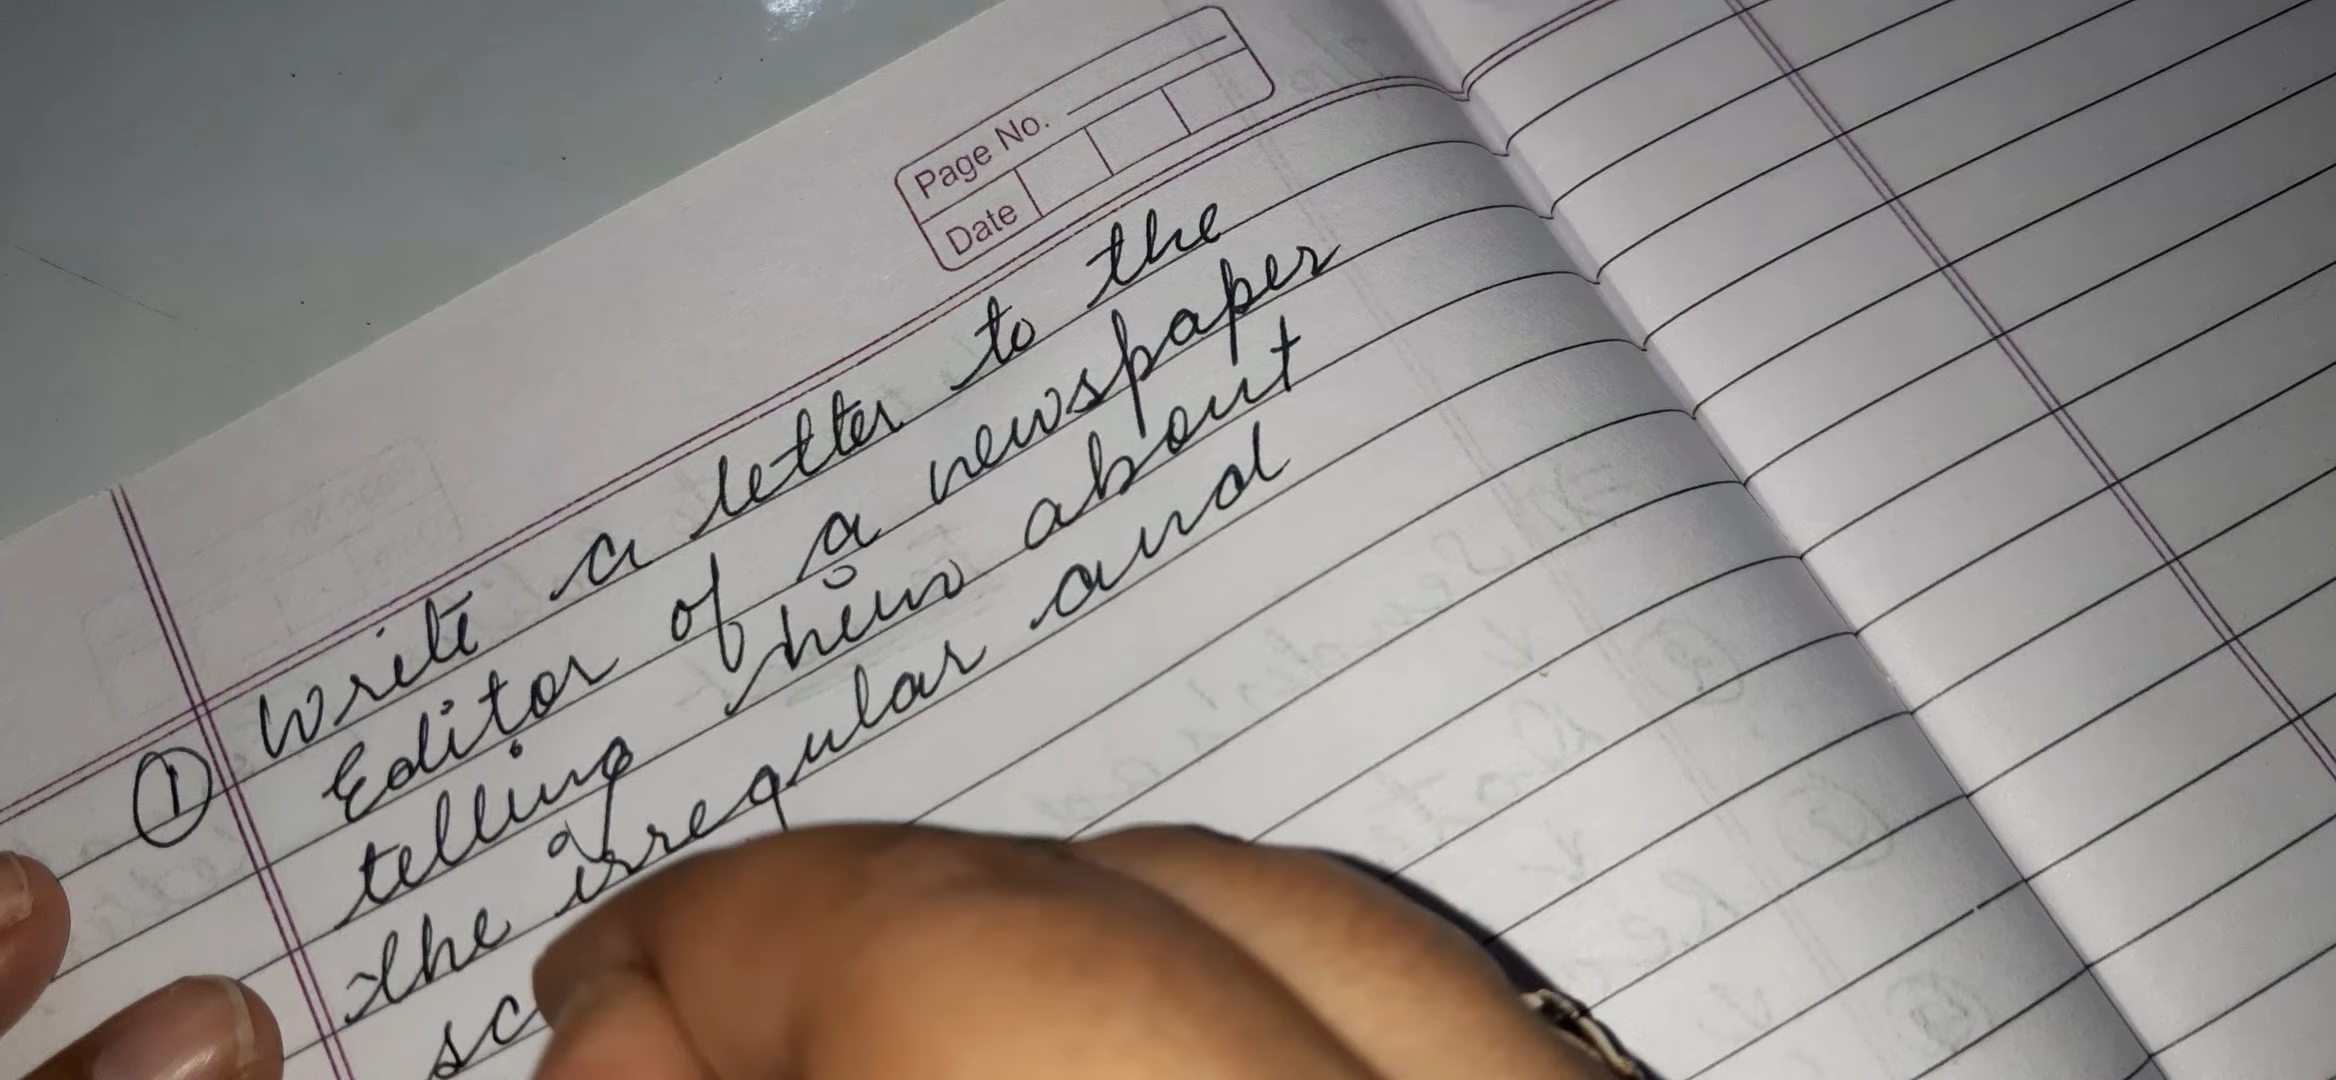 Page No.
Date
① Write a letter to the
Editor of a newspaper
telling him about
the irregular and
sc